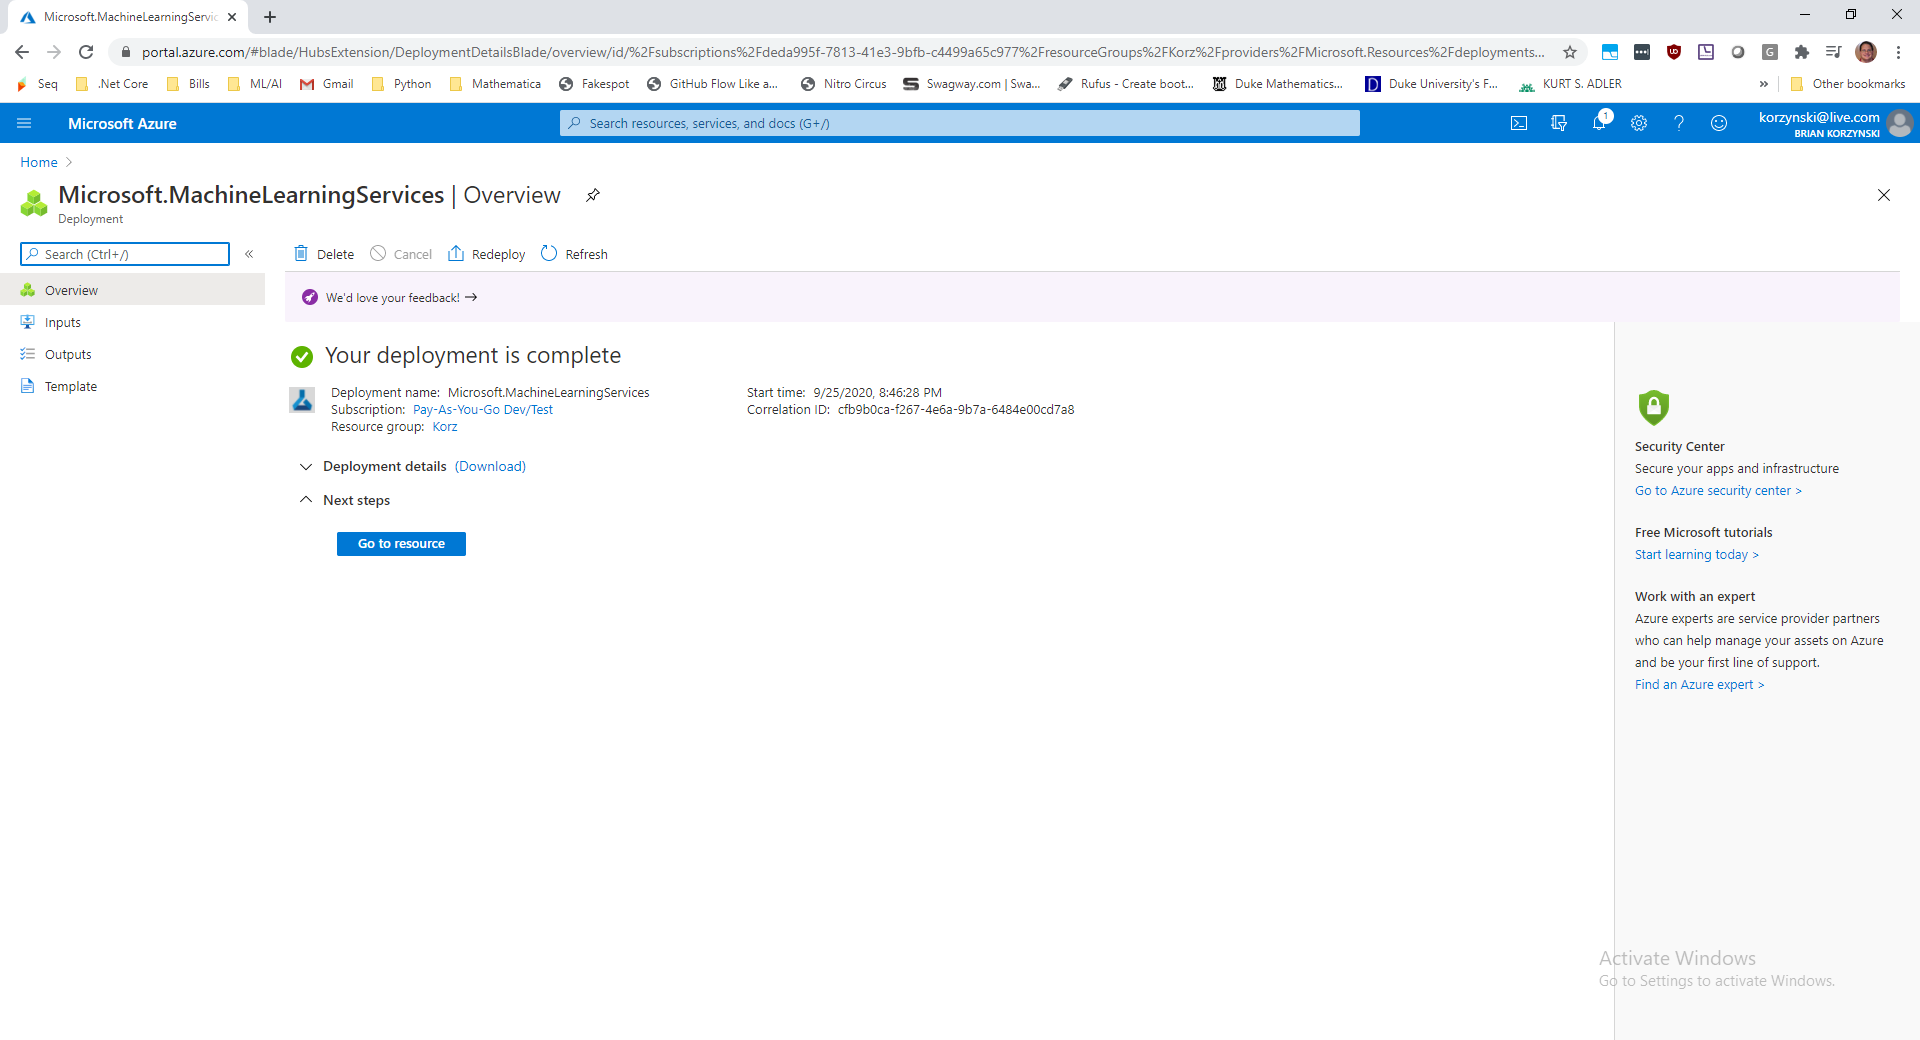 Microsoft.MachineLearningServic
portal.azure.com/#blade/HubsExtension/DeploymentDetailsBlade/overview/id/%2Fsubscriptions%2Fdeda995f-7813-41e3-9bfb-c4499a65c977%2FresourceGroups%2FKorz%2Fproviders%2FMicrosoft.Resources%2Fdeployments...
Seq .Net Core Bills ML/AI Gmail Python Mathematica Fakespot GitHub Flow Like a... Nitro Circus Swagway.com | Swa... Rufus - Create boot... Duke Mathematics... Duke University's F... KURT S. ADLER » Other bookmarks
Microsoft Azure
Search resources, services, and docs (G+/)
1
korzynski@live.com
BRIAN KORZYNSKI
Home >
Microsoft.MachineLearningServices | Overview
Deployment
Search (Ctrl+/)
«
Delete Cancel Redeploy Refresh
Overview
Inputs
Outputs
Template
We'd love your feedback! →
Your deployment is complete
Deployment name: Microsoft.MachineLearningServices
Subscription: Pay-As-You-Go Dev/Test
Resource group: Korz
Start time: 9/25/2020, 8:46:28 PM
Correlation ID: cfb9b0ca-f267-4e6a-9b7a-6484e00cd7a8
Deployment details (Download)
Next steps
Go to resource
Security Center
Secure your apps and infrastructure
Go to Azure security center >
Free Microsoft tutorials
Start learning today >
Work with an expert
Azure experts are service provider partners
who can help manage your assets on Azure
and be your first line of support.
Find an Azure expert >
Activate Windows
Go to Settings to activate Windows.